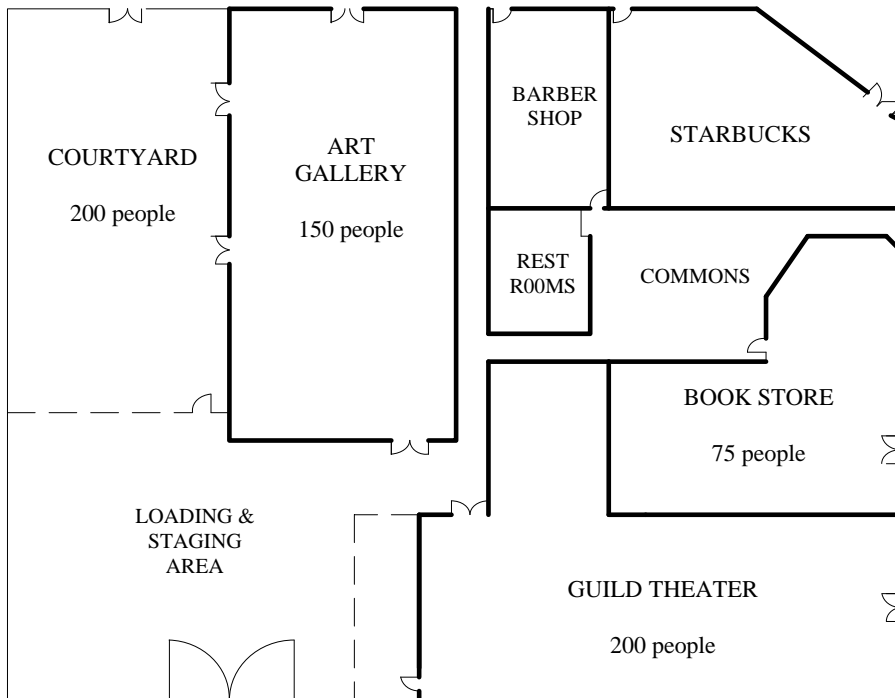 BARBER
SHOP
STARBUCKS
COURTYARD
200 people
ART
GALLERY
150 people
REST
R00MS
COMMONS
BOOK STORE
75 people
LOADING &
STAGING
AREA
GUILD THEATER
200 people